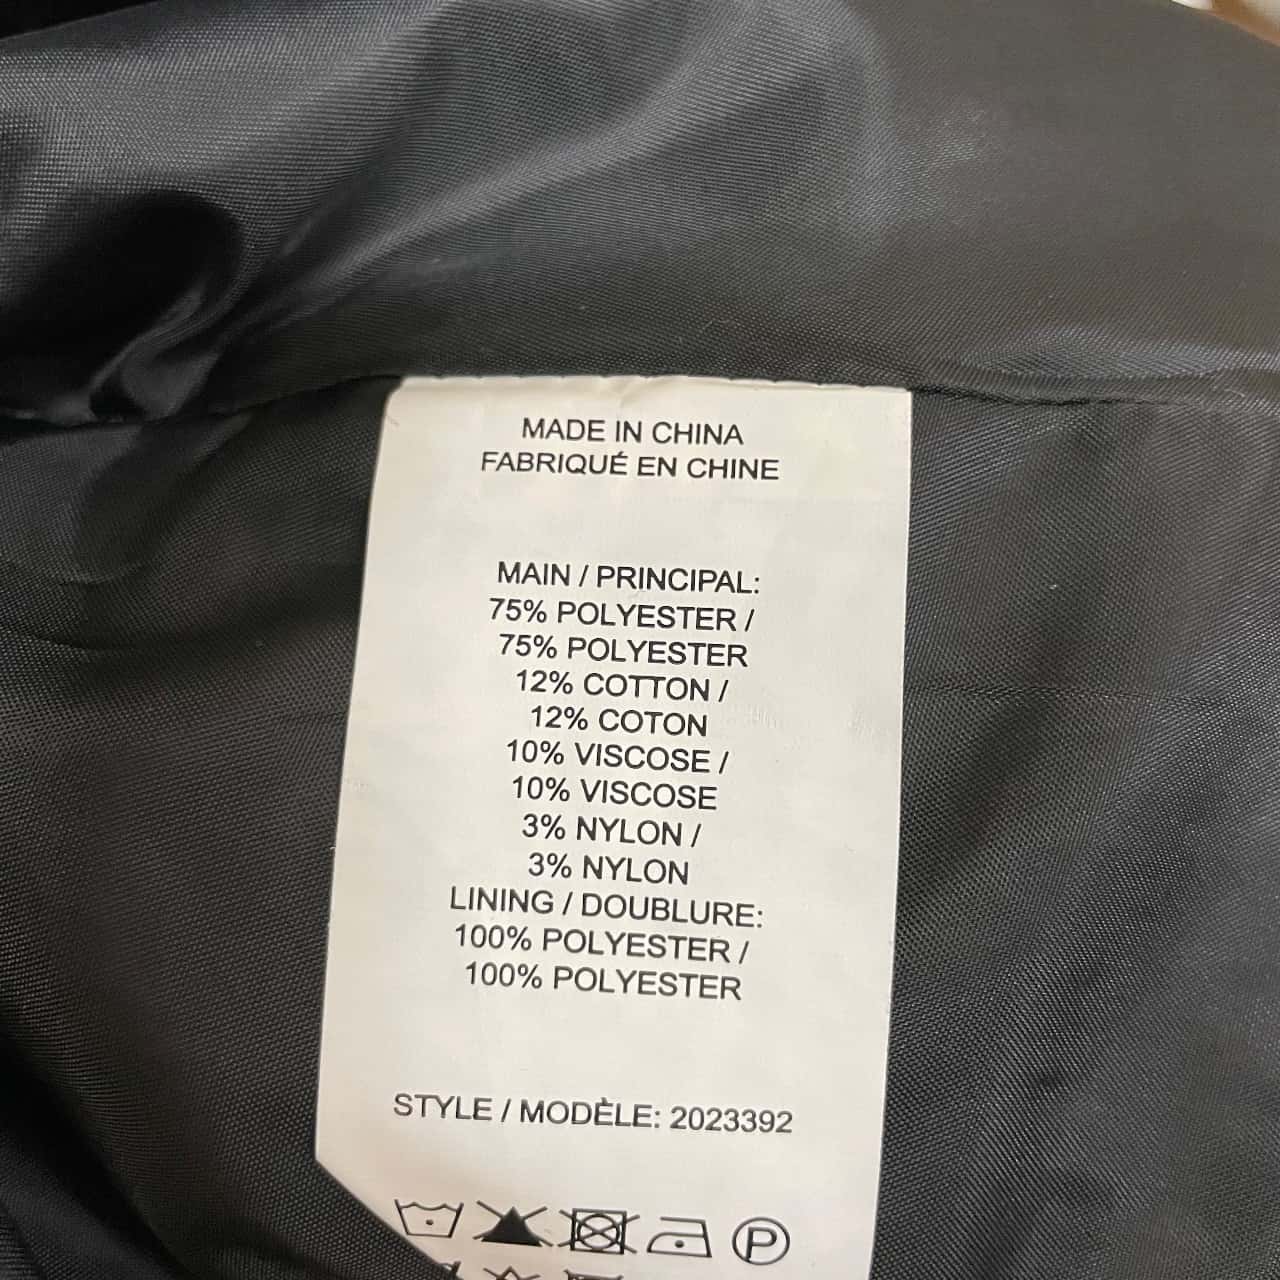 MADE IN CHINA
FABRIQUÉ EN CHINE
MAIN / PRINCIPAL:
75% POLYESTER /
75% POLYESTER
12% COTTON /
12% COTON
10% VISCOSE /
10% VISCOSE
3% NYLON /
3% NYLON
LINING / DOUBLURE:
100% POLYESTER /
100% POLYESTER
STYLE / MODÈLE: 2023392
P